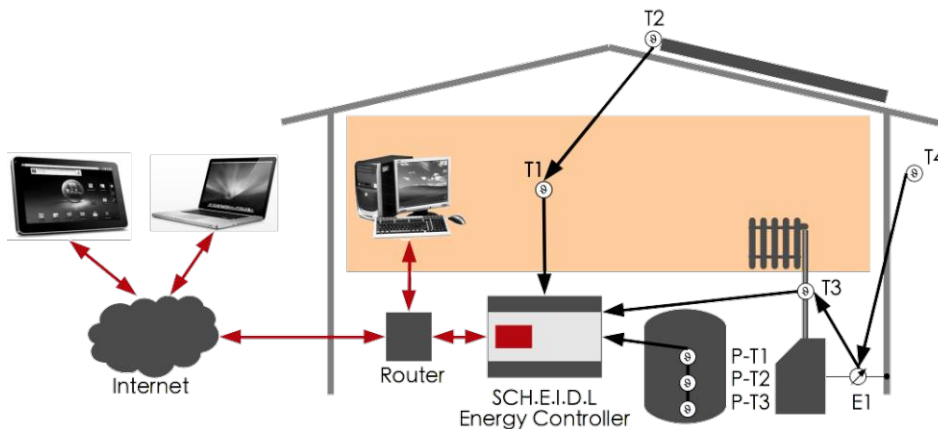 T2
T1
T4
T3
P-T1
P-T2
P-T3
E1
Internet
Router
SCH.E.I.D.L
Energy Controller